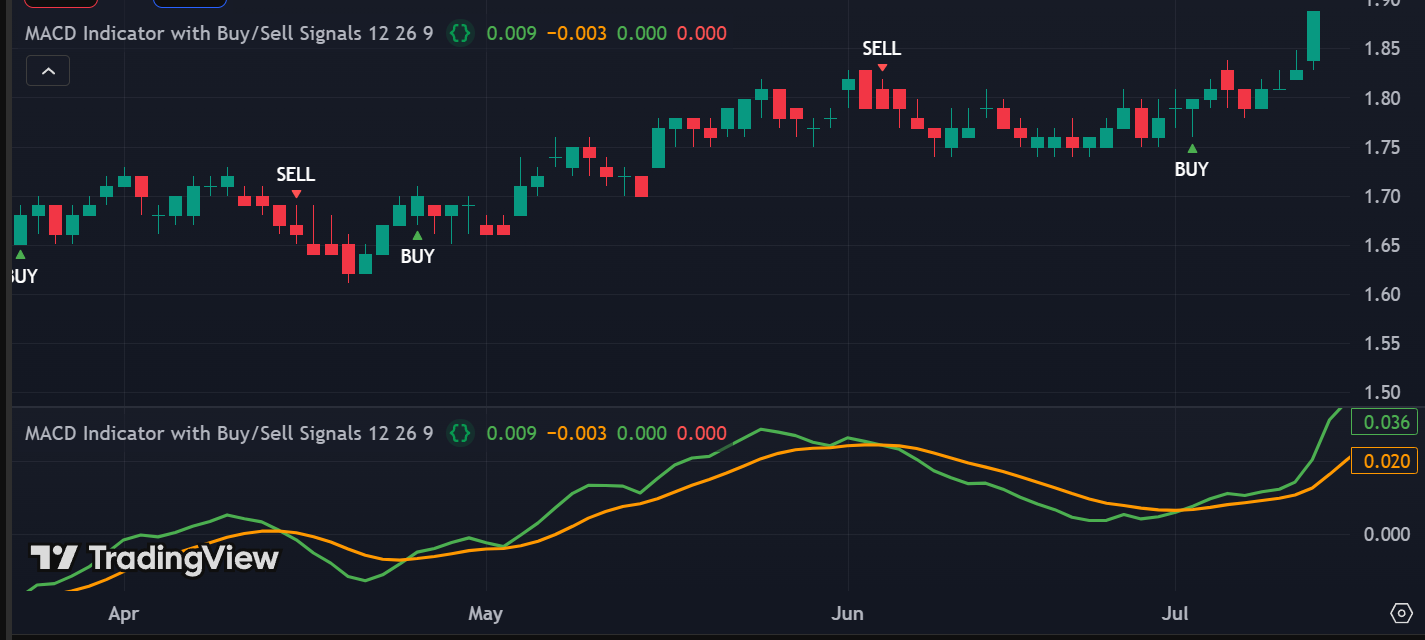 1.90
MACD Indicator with Buy/Sell Signals 12 26 9 {} 0.009 −0.003 0.000 0.000
SELL
1.85
1.80
1.75
BUY
SELL
1.70
BUY
1.65
BUY
1.60
1.55
1.50
MACD Indicator with Buy/Sell Signals 12 26 9 {} 0.009 −0.003 0.000 0.000
0.036
0.020
0.000
TradingView
Apr May Jun Jul